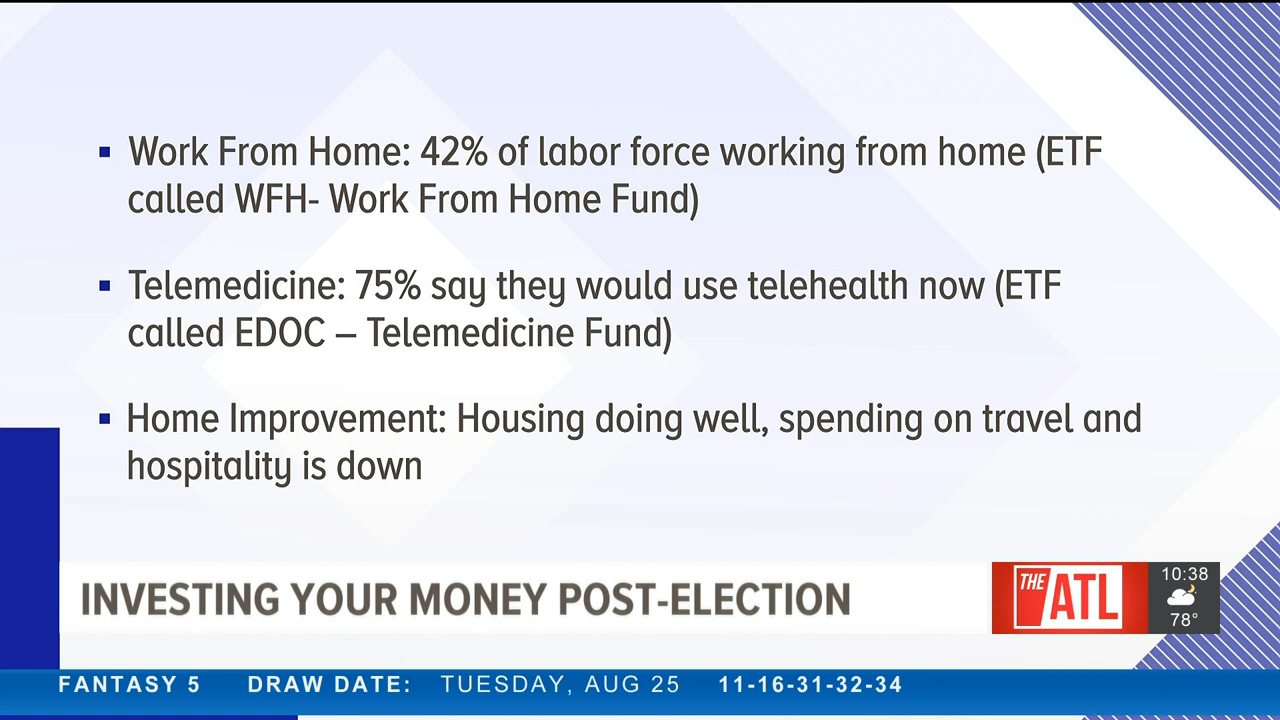 ▪ Work From Home: 42% of labor force working from home (ETF
called WFH- Work From Home Fund)
▪ Telemedicine: 75% say they would use telehealth now (ETF
called EDOC – Telemedicine Fund)
▪ Home Improvement: Housing doing well, spending on travel and
hospitality is down
INVESTING YOUR MONEY POST-ELECTION
THE ATL
10:38
78°
FANTASY 5 DRAW DATE: TUESDAY, AUG 25 11-16-31-32-34